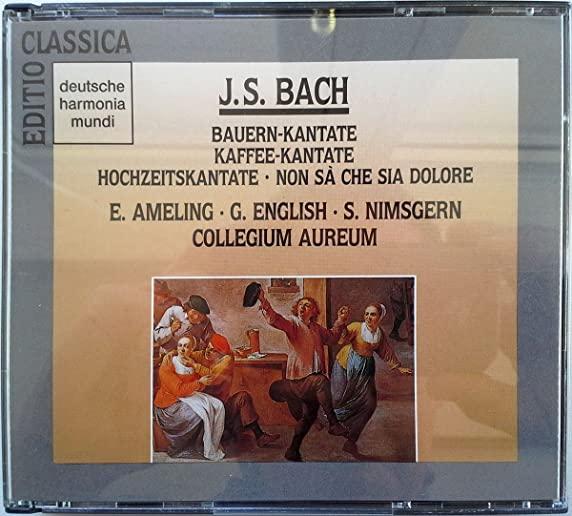 EDITIO CLASSICA
deutsche
harmonia
mundi
J.S. BACH
BAUERN-KANTATE
KAFFEE-KANTATE
HOCHZEITSKANTATE · NON SÀ CHE SIA DOLORE
E. AMELING · G. ENGLISH · S. NIMSGERN
COLLEGIUM AUREUM